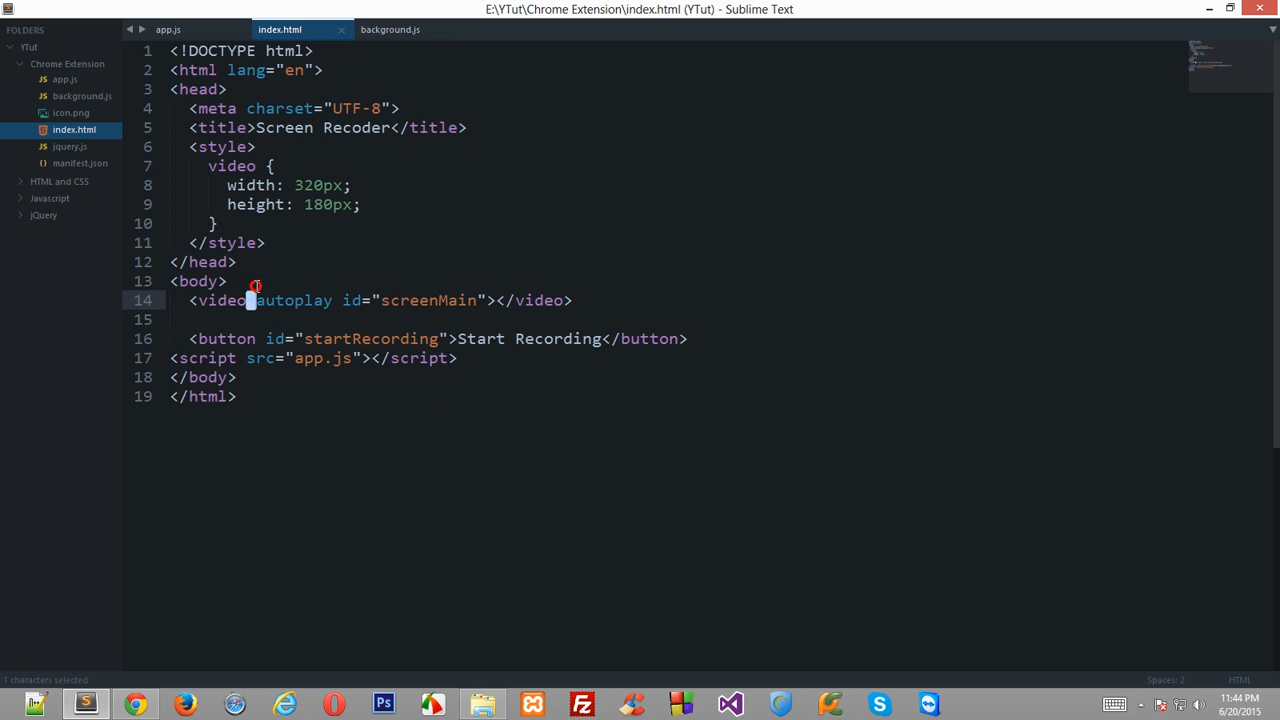 E:\YTut\Chrome Extension\index.html (YTut) - Sublime Text
FOLDERS
YTut
Chrome Extension
app.js
background.js
icon.png
index.html
jquery.js
manifest.json
HTML and CSS
Javascript
jQuery
app.js
index.html
background.js
1 <!DOCTYPE html>
2 <html lang="en">
3 <head>
4 <meta charset="UTF-8">
5 <title>Screen Recoder</title>
6 <style>
7 video {
8 width: 320px;
9 height: 180px;
10 }
11 </style>
12 </head>
13 <body>
14 <video autoplay id="screenMain"></video>
15
16 <button id="startRecording">Start Recording</button>
17 <script src="app.js"></script>
18 </body>
19 </html>
1 characters selected
Spaces: 2
HTML
11:44 PM
6/20/2015